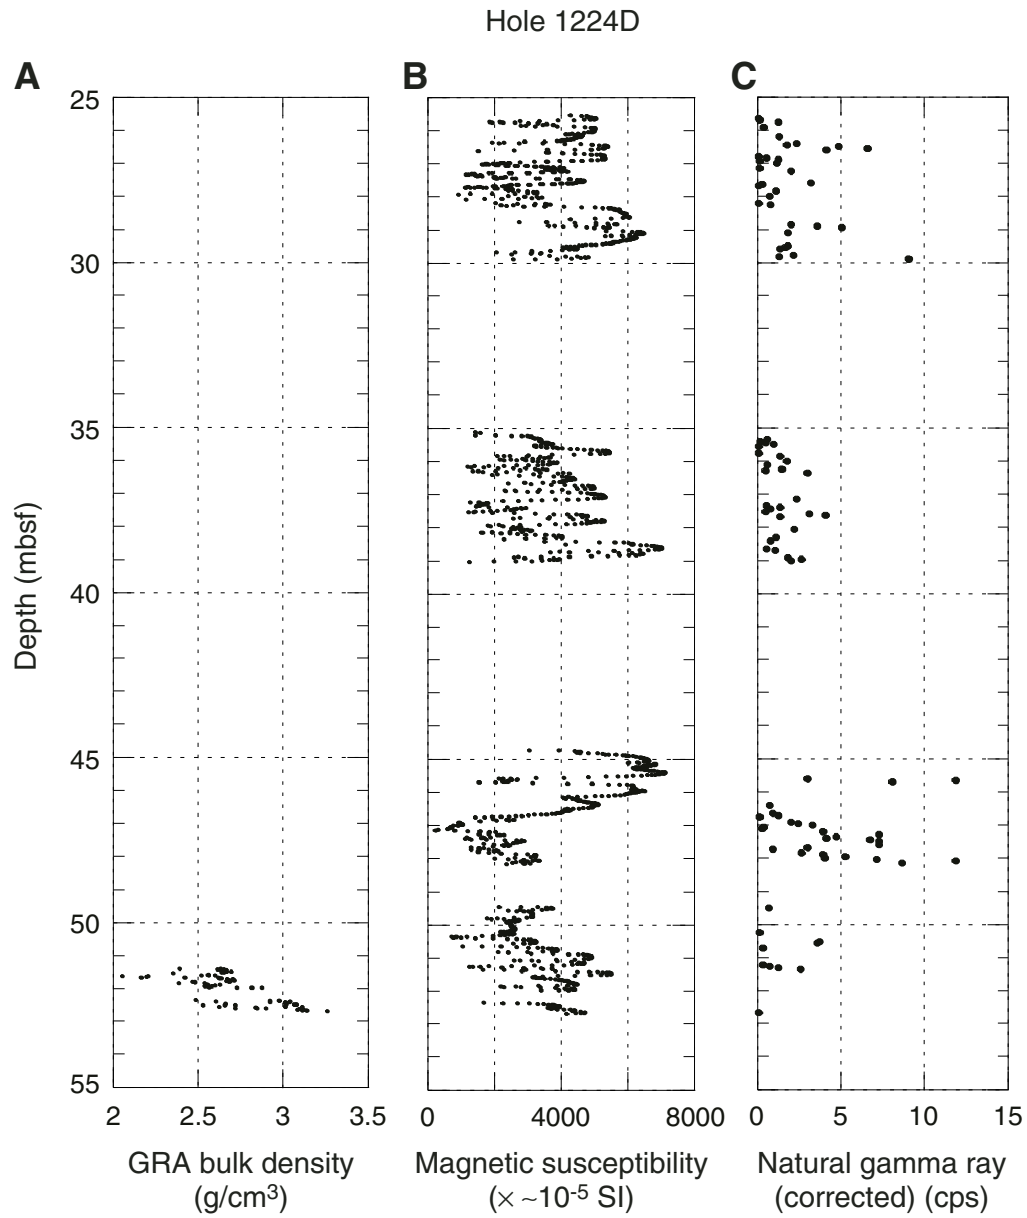 Hole 1224D
A
B
C
25
30
35
40
45
50
55
Depth (mbsf)
2 2.5 3 3.5
0 4000 8000
0 5 10 15
GRA bulk density
(g/cm³)
Magnetic susceptibility
(× ~10⁻⁵ SI)
Natural gamma ray
(corrected) (cps)